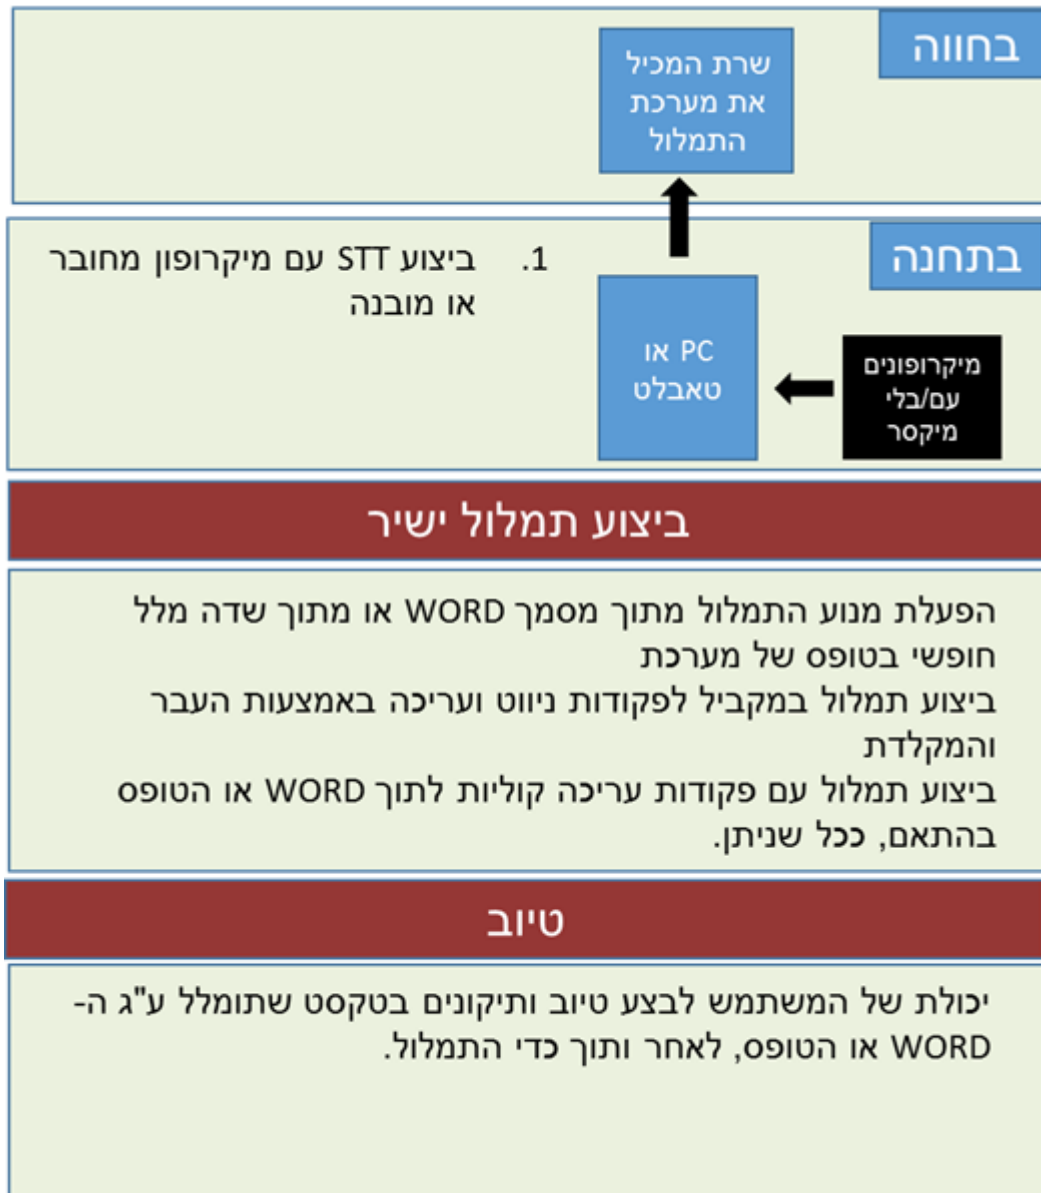 בחווה
שרת המכיל
את מערכת
התמלול
בתחנה
מיקרופונים
עם/בלי
מיקסר
PC או
טאבלט
1. ביצוע STT עם מיקרופון מחובר
או מובנה
ביצוע תמלול ישיר
הפעלת מנוע התמלול מתוך מסמך WORD או מתוך שדה מלל
חופשי בטופס של מערכת
ביצוע תמלול במקביל לפקודות ניווט ועריכה באמצעות העבר
והמקלדת
ביצוע תמלול עם פקודות עריכה קוליות לתוך WORD או הטופס
בהתאם, ככל שניתן.
טיוב
יכולת של המשתמש לבצע טיוב ותיקונים בטקסט שתומלל ע"ג ה-
WORD או הטופס, לאחר ותוך כדי התמלול.